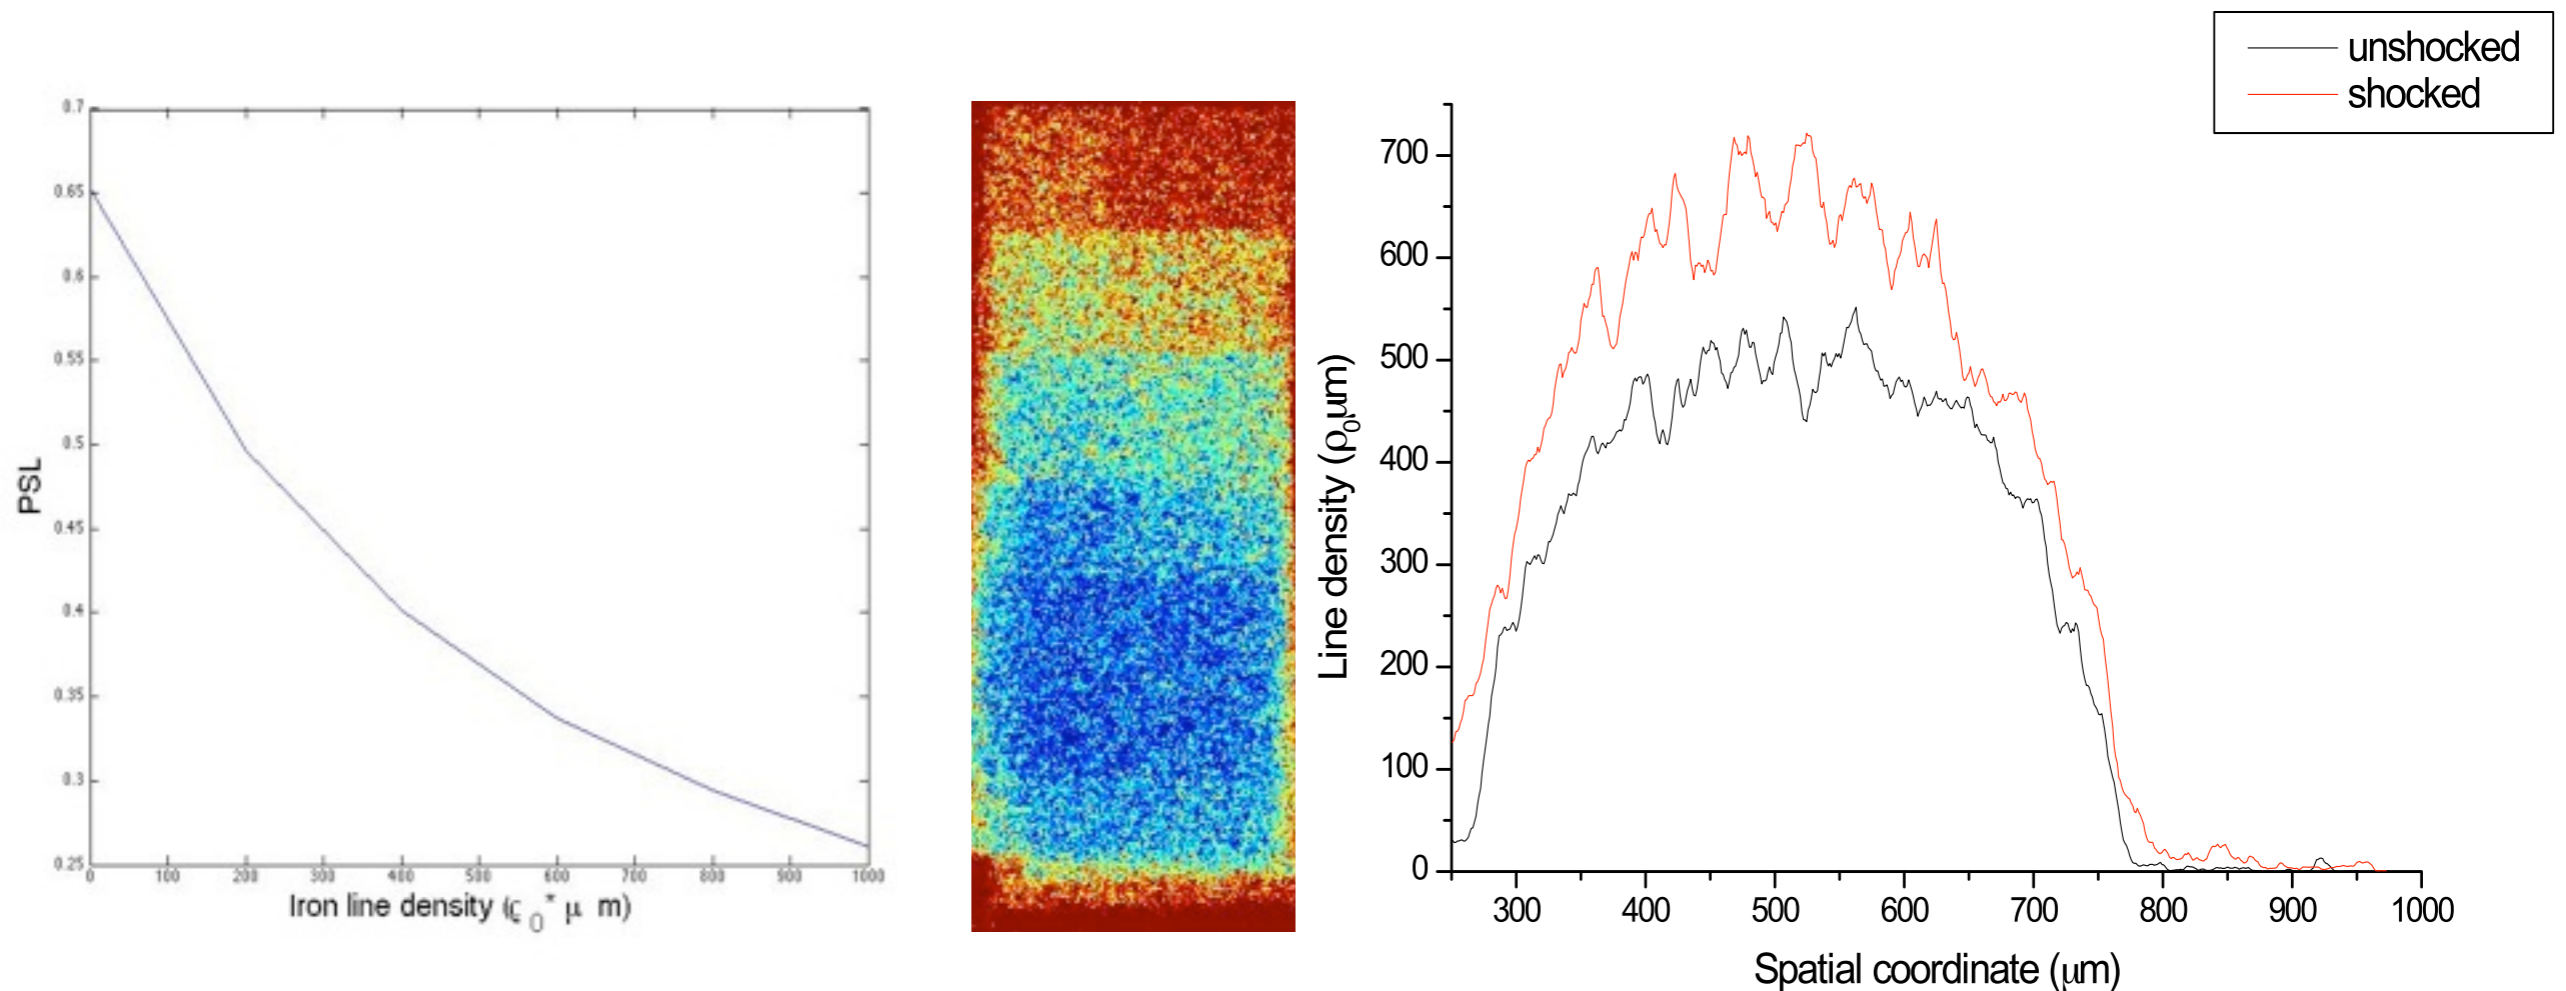 0.7
0.65
0.6
0.55
0.5
0.45
0.4
0.35
0.3
0.25
PSL
0 100 200 300 400 500 600 700 800 900 1000
Iron line density (ς₀* μ m)
unshocked
shocked
700
600
500
400
300
200
100
0
Line density (ρ₀μm)
300 400 500 600 700 800 900 1000
Spatial coordinate (μm)